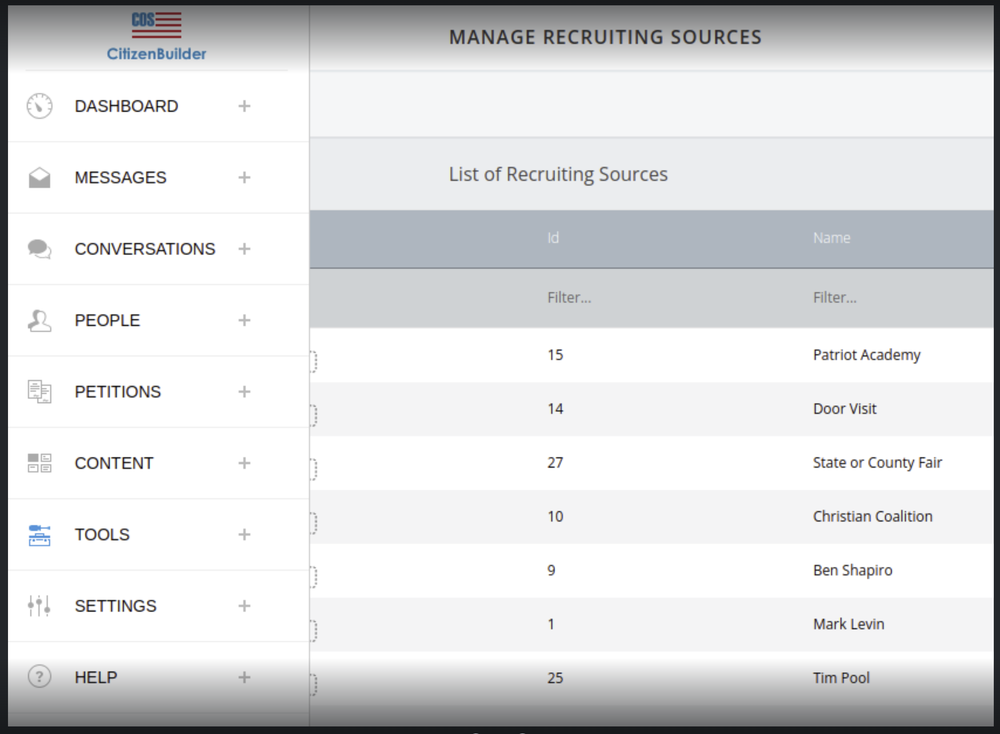 COS
CitizenBuilder
DASHBOARD +
MESSAGES +
CONVERSATIONS +
PEOPLE +
PETITIONS +
CONTENT +
TOOLS +
SETTINGS +
? HELP +
MANAGE RECRUITING SOURCES
List of Recruiting Sources
Id Name
Filter... Filter...
15 Patriot Academy
14 Door Visit
27 State or County Fair
10 Christian Coalition
9 Ben Shapiro
1 Mark Levin
25 Tim Pool